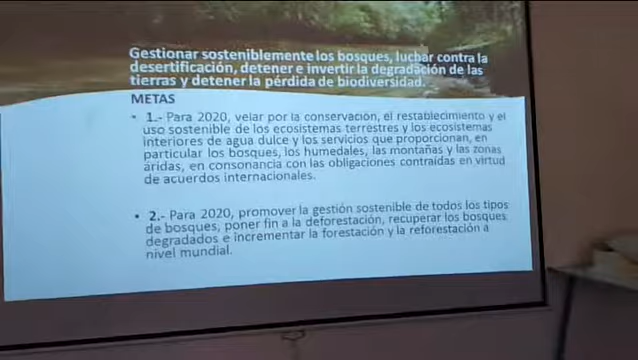 Gestionar sosteniblemente los bosques, luchar contra la
desertificación, detener e invertir la degradación de las
tierras y detener la pérdida de biodiversidad.
METAS
• 1.- Para 2020, velar por la conservación, el restablecimiento y el
uso sostenible de los ecosistemas terrestres y los ecosistemas
interiores de agua dulce y los servicios que proporcionan, en
particular los bosques, los humedales, las montañas y las zonas
áridas, en consonancia con las obligaciones contraídas en virtud
de acuerdos internacionales.
• 2.- Para 2020, promover la gestión sostenible de todos los tipos
de bosques, poner fin a la deforestación, recuperar los bosques
degradados e incrementar la forestación y la reforestación a
nivel mundial.